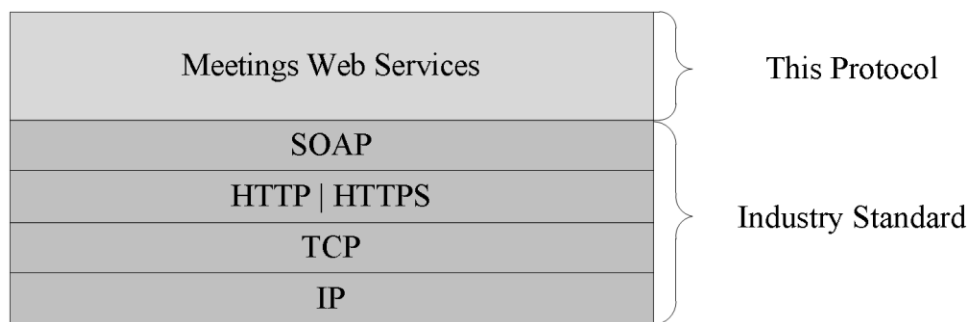 Meetings Web Services
This Protocol
SOAP
HTTP | HTTPS
TCP
IP
Industry Standard